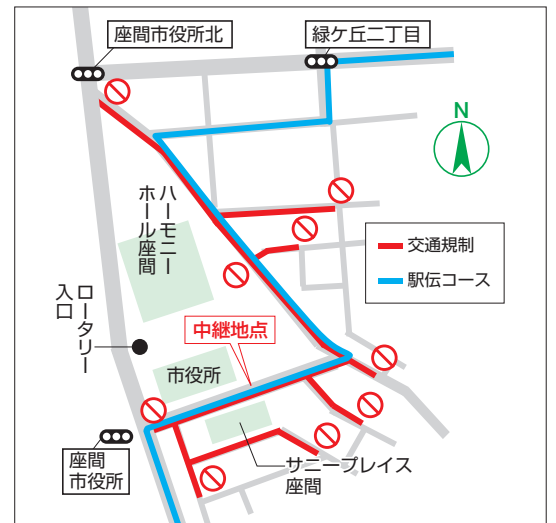 座間市役所北
緑ケ丘二丁目
N
ハーモニー
ホール座間
交通規制
駅伝コース
ロータリー
入口
中継地点
市役所
座間
市役所
サニープレイス
座間